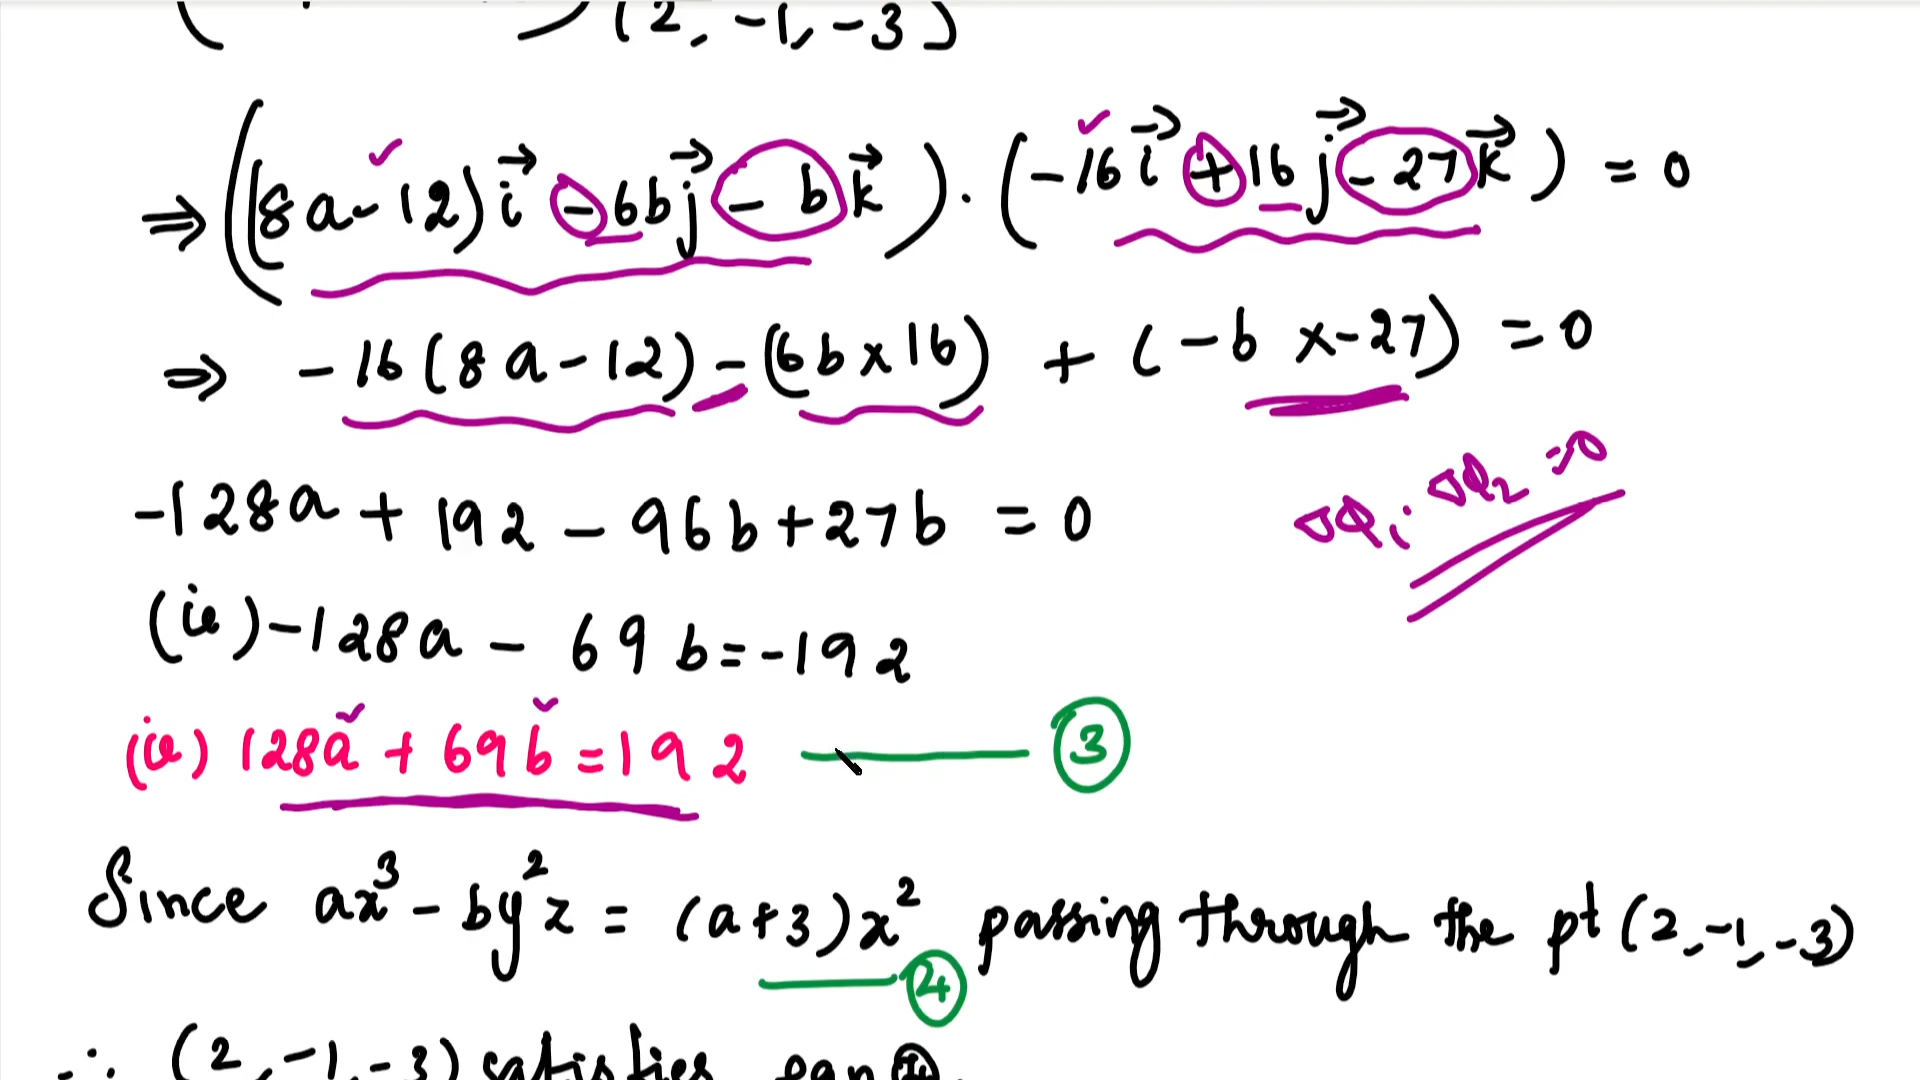 ( ) (2, -1, -3)
⇒ ((8a-12)i⃗ - 6bj⃗ - bk⃗) . (-16i⃗ + 16j⃗ - 27k⃗) = 0
⇒ -16(8a-12) - (6b×16) + (-b ×-27) = 0
∇Φ₁ . ∇Φ₂ = 0
-128a + 192 - 96b + 27b = 0
(ie) -128a - 69b = -192
(ie) 128a + 69b = 192 ——— ③
Since ax³ - by²z = (a+3)x² passing through the pt (2, -1, -3)
— ④
∴ (2, -1, -3) satisfies eqn ④.